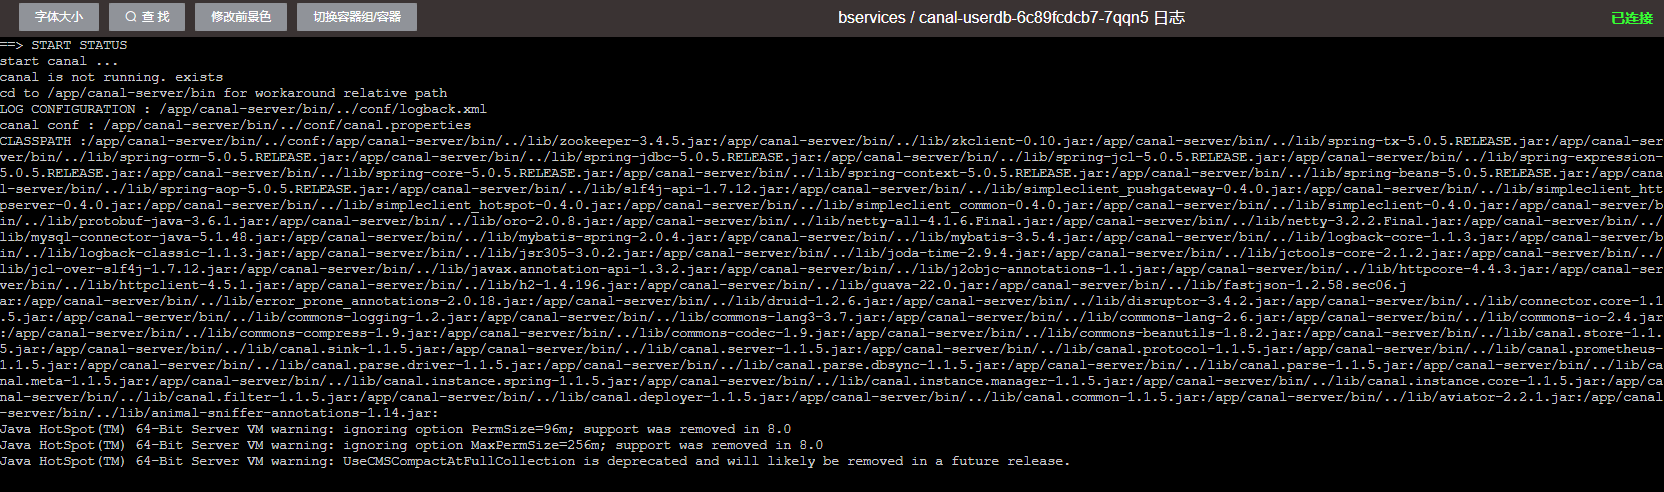 字体大小 查 找 修改前景色 切换容器组/容器 bservices / canal-userdb-6c89fcdcb7-7qqn5 日志 已连接
==> START STATUS
start canal ...
canal is not running. exists
cd to /app/canal-server/bin for workaround relative path
LOG CONFIGURATION : /app/canal-server/bin/../conf/logback.xml
canal conf : /app/canal-server/bin/../conf/canal.properties
CLASSPATH :/app/canal-server/bin/../conf:/app/canal-server/bin/../lib/zookeeper-3.4.5.jar:/app/canal-server/bin/../lib/zkclient-0.10.jar:/app/canal-server/bin/../lib/spring-tx-5.0.5.RELEASE.jar:/app/canal-ser
ver/bin/../lib/spring-orm-5.0.5.RELEASE.jar:/app/canal-server/bin/../lib/spring-jdbc-5.0.5.RELEASE.jar:/app/canal-server/bin/../lib/spring-jcl-5.0.5.RELEASE.jar:/app/canal-server/bin/../lib/spring-expression-
5.0.5.RELEASE.jar:/app/canal-server/bin/../lib/spring-core-5.0.5.RELEASE.jar:/app/canal-server/bin/../lib/spring-context-5.0.5.RELEASE.jar:/app/canal-server/bin/../lib/spring-beans-5.0.5.RELEASE.jar:/app/cana
l-server/bin/../lib/spring-aop-5.0.5.RELEASE.jar:/app/canal-server/bin/../lib/slf4j-api-1.7.12.jar:/app/canal-server/bin/../lib/simpleclient_pushgateway-0.4.0.jar:/app/canal-server/bin/../lib/simpleclient_htt
pserver-0.4.0.jar:/app/canal-server/bin/../lib/simpleclient_hotspot-0.4.0.jar:/app/canal-server/bin/../lib/simpleclient_common-0.4.0.jar:/app/canal-server/bin/../lib/simpleclient-0.4.0.jar:/app/canal-server/b
in/../lib/protobuf-java-3.6.1.jar:/app/canal-server/bin/../lib/oro-2.0.8.jar:/app/canal-server/bin/../lib/netty-all-4.1.6.Final.jar:/app/canal-server/bin/../lib/netty-3.2.2.Final.jar:/app/canal-server/bin/../
lib/mysql-connector-java-5.1.48.jar:/app/canal-server/bin/../lib/mybatis-spring-2.0.4.jar:/app/canal-server/bin/../lib/mybatis-3.5.4.jar:/app/canal-server/bin/../lib/logback-core-1.1.3.jar:/app/canal-server/b
in/../lib/logback-classic-1.1.3.jar:/app/canal-server/bin/../lib/jsr305-3.0.2.jar:/app/canal-server/bin/../lib/joda-time-2.9.4.jar:/app/canal-server/bin/../lib/jctools-core-2.1.2.jar:/app/canal-server/bin/../
lib/jcl-over-slf4j-1.7.12.jar:/app/canal-server/bin/../lib/javax.annotation-api-1.3.2.jar:/app/canal-server/bin/../lib/j2objc-annotations-1.1.jar:/app/canal-server/bin/../lib/httpcore-4.4.3.jar:/app/canal-ser
ver/bin/../lib/httpclient-4.5.1.jar:/app/canal-server/bin/../lib/h2-1.4.196.jar:/app/canal-server/bin/../lib/guava-22.0.jar:/app/canal-server/bin/../lib/fastjson-1.2.58.sec06.j
ar:/app/canal-server/bin/../lib/error_prone_annotations-2.0.18.jar:/app/canal-server/bin/../lib/druid-1.2.6.jar:/app/canal-server/bin/../lib/disruptor-3.4.2.jar:/app/canal-server/bin/../lib/connector.core-1.1
.5.jar:/app/canal-server/bin/../lib/commons-logging-1.2.jar:/app/canal-server/bin/../lib/commons-lang3-3.7.jar:/app/canal-server/bin/../lib/commons-lang-2.6.jar:/app/canal-server/bin/../lib/commons-io-2.4.jar
:/app/canal-server/bin/../lib/commons-compress-1.9.jar:/app/canal-server/bin/../lib/commons-codec-1.9.jar:/app/canal-server/bin/../lib/commons-beanutils-1.8.2.jar:/app/canal-server/bin/../lib/canal.store-1.1.
5.jar:/app/canal-server/bin/../lib/canal.sink-1.1.5.jar:/app/canal-server/bin/../lib/canal.server-1.1.5.jar:/app/canal-server/bin/../lib/canal.protocol-1.1.5.jar:/app/canal-server/bin/../lib/canal.prometheus-
1.1.5.jar:/app/canal-server/bin/../lib/canal.parse.driver-1.1.5.jar:/app/canal-server/bin/../lib/canal.parse.dbsync-1.1.5.jar:/app/canal-server/bin/../lib/canal.parse-1.1.5.jar:/app/canal-server/bin/../lib/ca
nal.meta-1.1.5.jar:/app/canal-server/bin/../lib/canal.instance.spring-1.1.5.jar:/app/canal-server/bin/../lib/canal.instance.manager-1.1.5.jar:/app/canal-server/bin/../lib/canal.instance.core-1.1.5.jar:/app/ca
nal-server/bin/../lib/canal.filter-1.1.5.jar:/app/canal-server/bin/../lib/canal.deployer-1.1.5.jar:/app/canal-server/bin/../lib/canal.common-1.1.5.jar:/app/canal-server/bin/../lib/aviator-2.2.1.jar:/app/canal
-server/bin/../lib/animal-sniffer-annotations-1.14.jar:
Java HotSpot(TM) 64-Bit Server VM warning: ignoring option PermSize=96m; support was removed in 8.0
Java HotSpot(TM) 64-Bit Server VM warning: ignoring option MaxPermSize=256m; support was removed in 8.0
Java HotSpot(TM) 64-Bit Server VM warning: UseCMSCompactAtFullCollection is deprecated and will likely be removed in a future release.